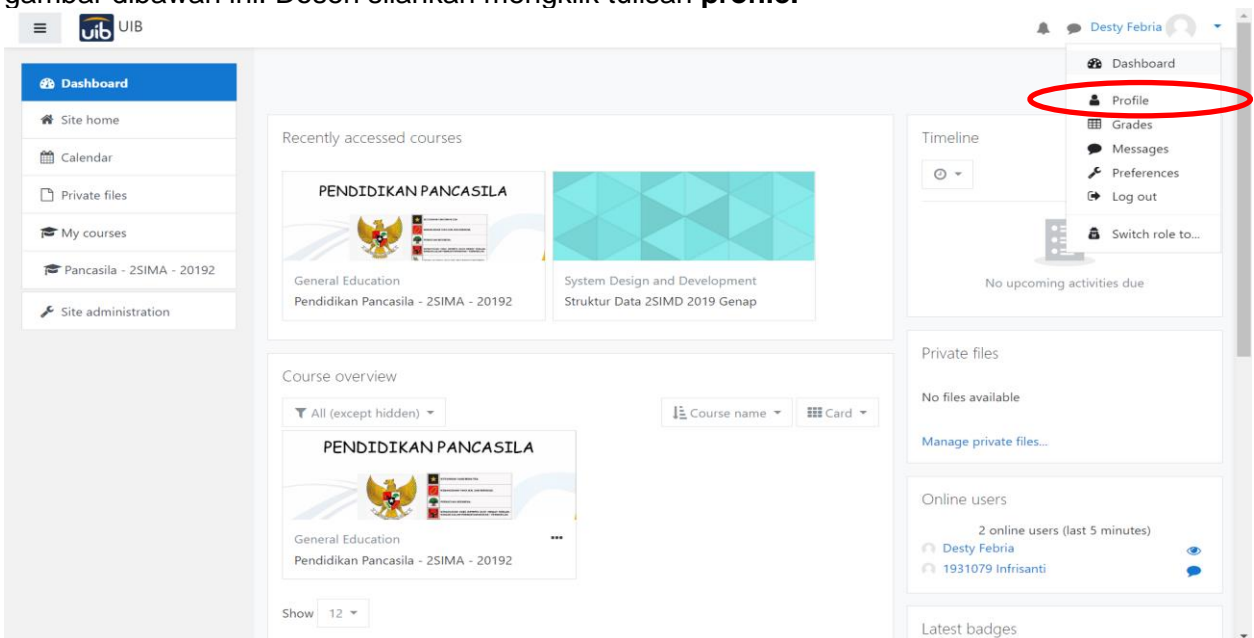 gambar dibawah ini. Dosen silahkan mengklik tulisan profile.
uib UIB
Desty Febria
Dashboard
Profile
Grades
Messages
Preferences
Log out
Switch role to...
Dashboard
Site home
Calendar
Private files
My courses
Pancasila - 2SIMA - 20192
Site administration
Recently accessed courses
PENDIDIKAN PANCASILA
General Education
Pendidikan Pancasila - 2SIMA - 20192
System Design and Development
Struktur Data 2SIMD 2019 Genap
Course overview
All (except hidden)
Course name
Card
PENDIDIKAN PANCASILA
General Education
Pendidikan Pancasila - 2SIMA - 20192
Show 12
Timeline
No upcoming activities due
Private files
No files available
Manage private files...
Online users
2 online users (last 5 minutes)
Desty Febria
1931079 Infrisanti
Latest badges